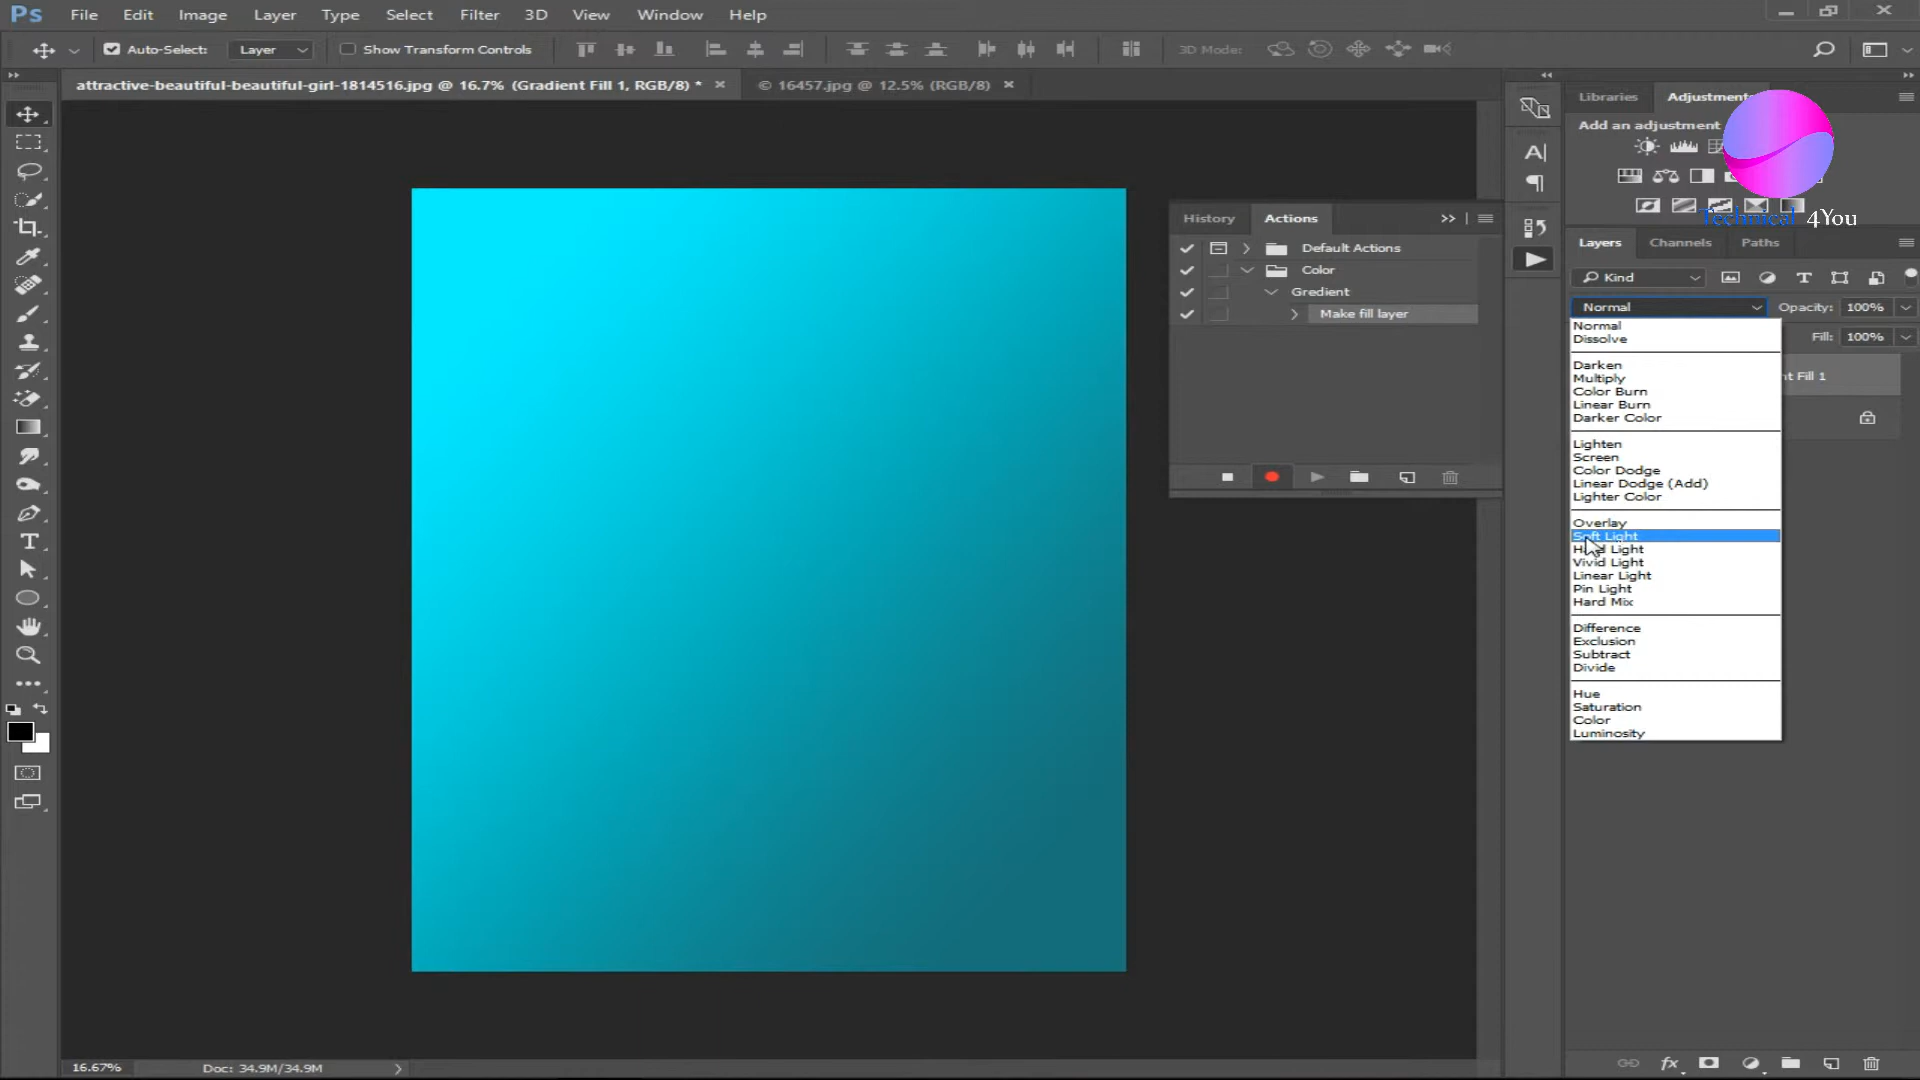 Ps File Edit Image Layer Type Select Filter 3D View Window Help
Auto-Select: Layer Show Transform Controls 3D Mode:
attractive-beautiful-beautiful-girl-1814516.jpg @ 16.7% (Gradient Fill 1, RGB/8) * × © 16457.jpg @ 12.5% (RGB/8) ×
Libraries Adjustments
Add an adjustment
Technical 4You
History Actions
Default Actions
Color
Gredient
Make fill layer
Layers Channels Paths
Kind
Normal Opacity: 100%
Fill: 100%
nt Fill 1
Normal
Dissolve
Darken
Multiply
Color Burn
Linear Burn
Darker Color
Lighten
Screen
Color Dodge
Linear Dodge (Add)
Lighter Color
Overlay
Soft Light
Hard Light
Vivid Light
Linear Light
Pin Light
Hard Mix
Difference
Exclusion
Subtract
Divide
Hue
Saturation
Color
Luminosity
16.67% Doc: 34.9M/34.9M